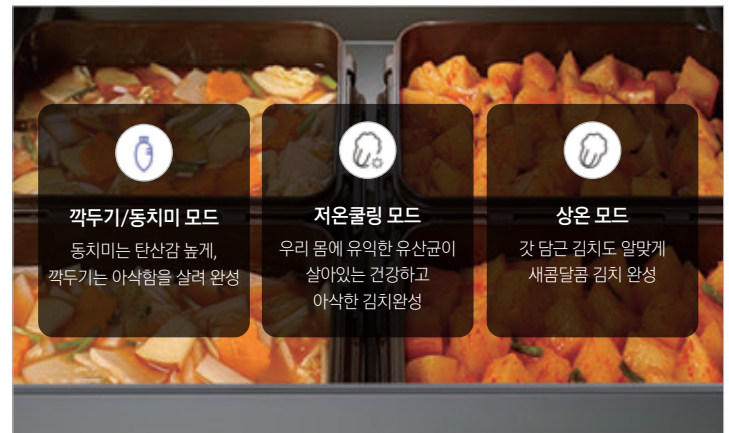 깍두기/동치미 모드
동치미는 탄산감 높게,
깍두기는 아삭함을 살려 완성
저온쿨링 모드
우리 몸에 유익한 유산균이
살아있는 건강하고
아삭한 김치완성
상온 모드
갓 담근 김치도 알맞게
새콤달콤 김치 완성